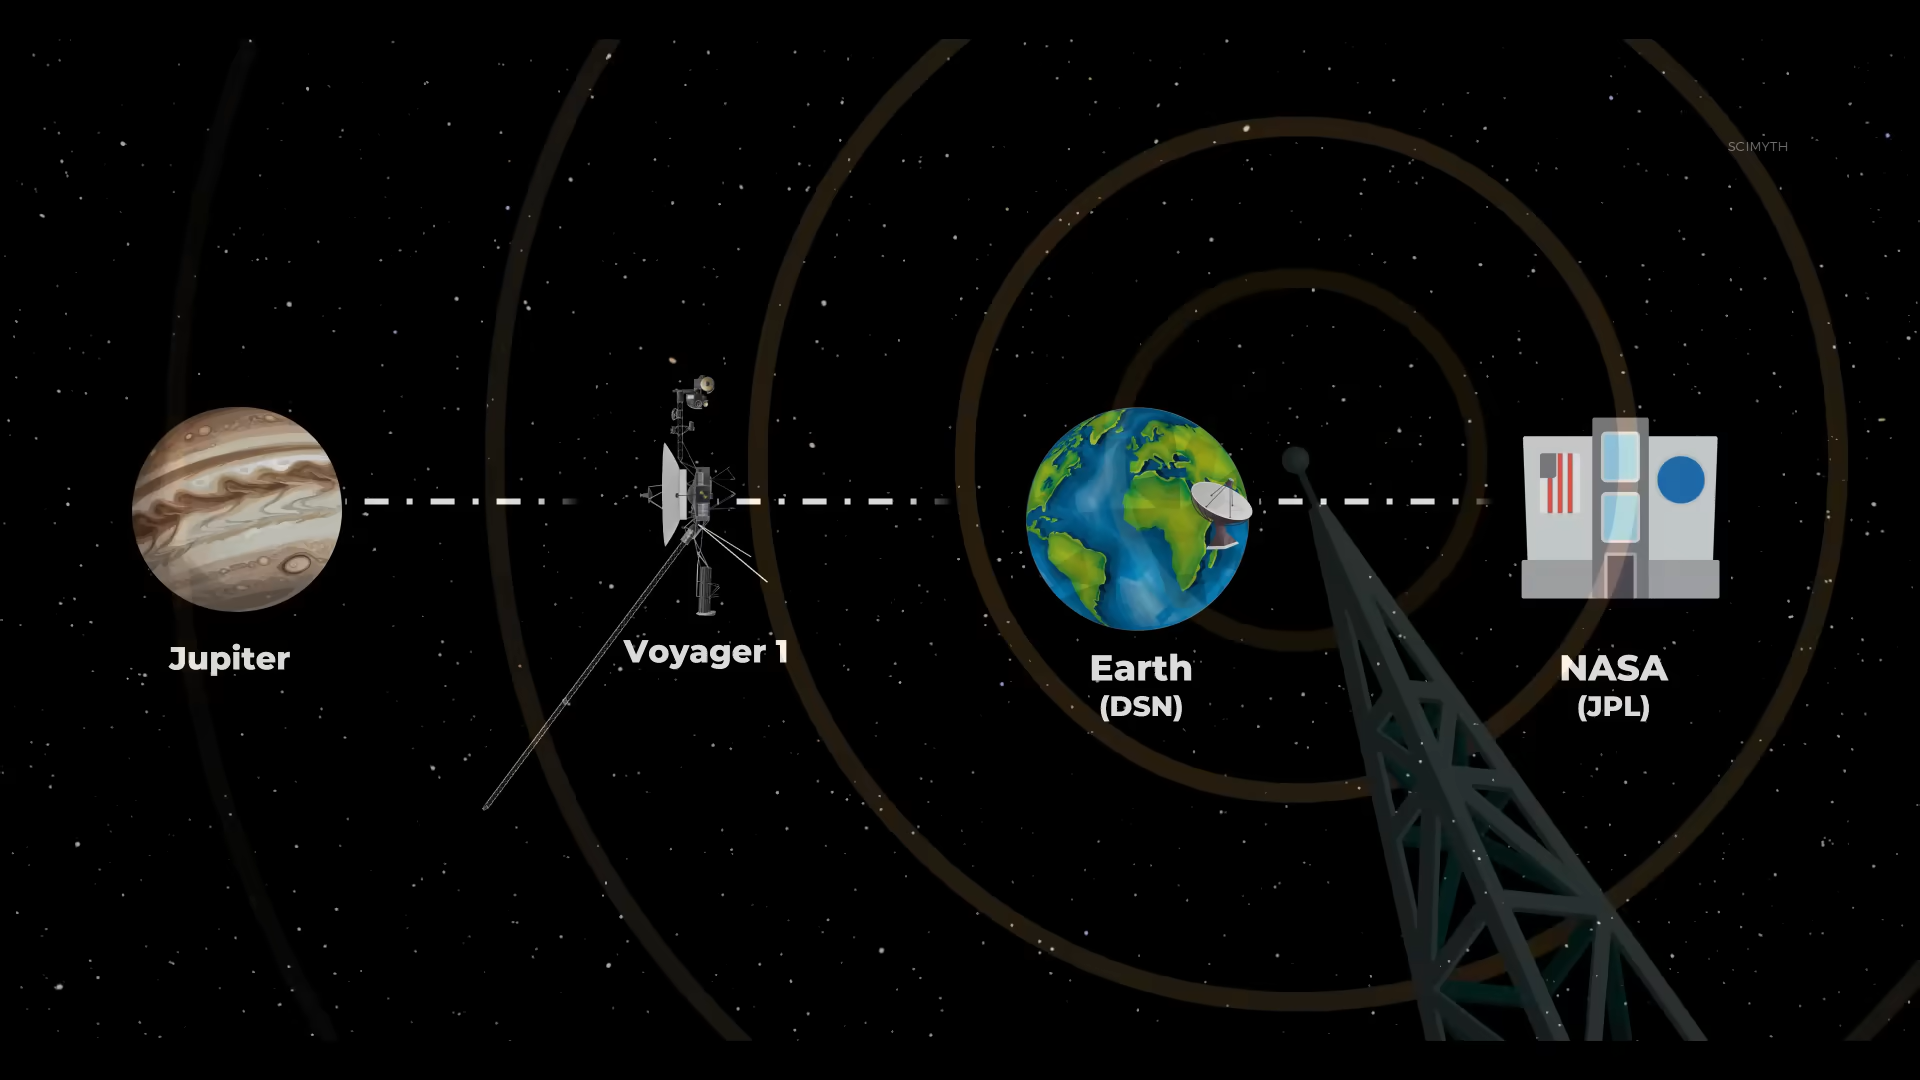 SCIMYTH
Jupiter
Voyager 1
Earth
(DSN)
NASA
(JPL)